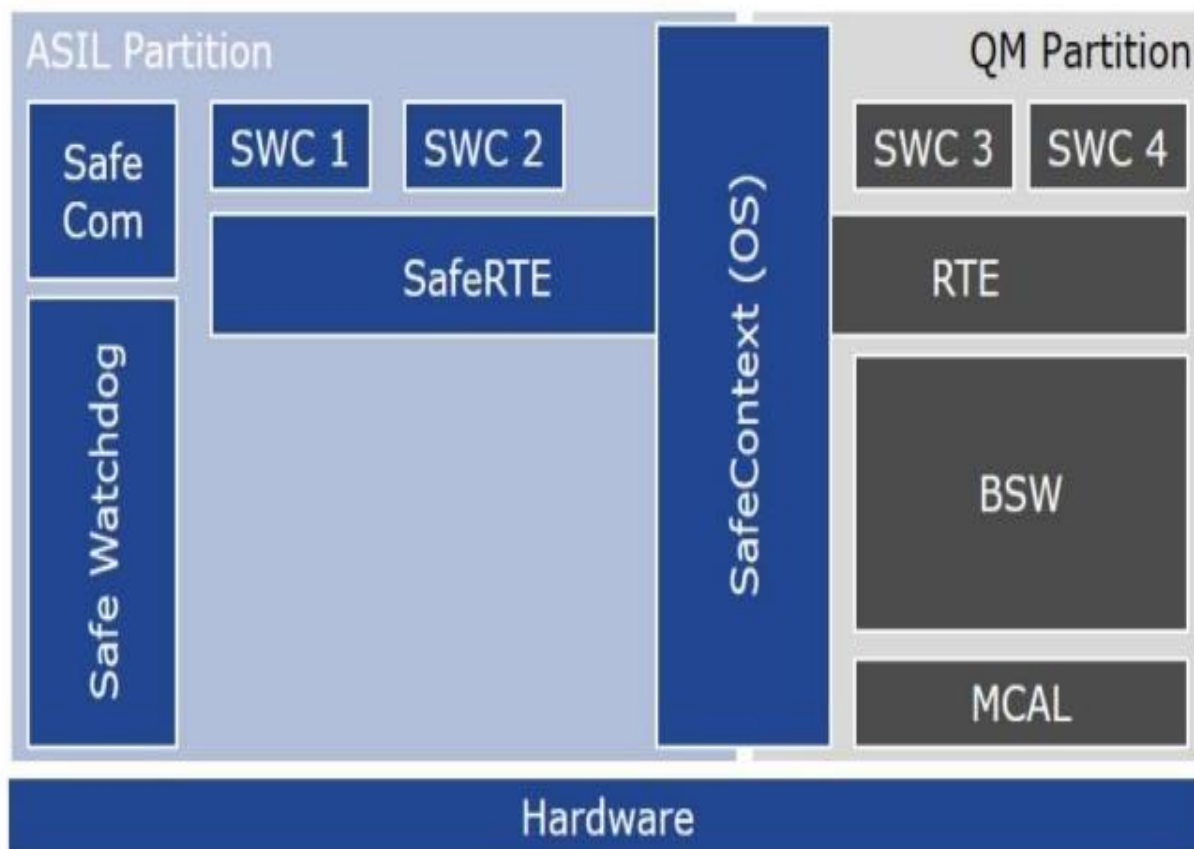 ASIL Partition
QM Partition
Safe
Com
SWC 1
SWC 2
SWC 3
SWC 4
SafeRTE
SafeContext (OS)
RTE
Safe Watchdog
BSW
MCAL
Hardware